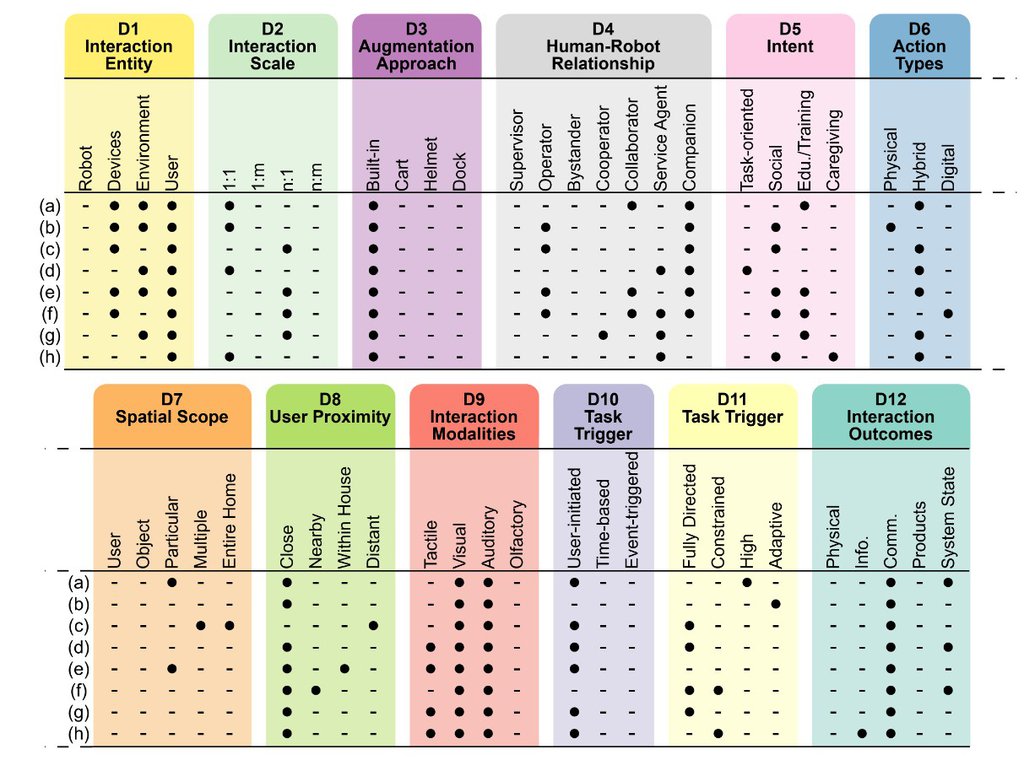 D1
Interaction
Entity
D2
Interaction
Scale
D3
Augmentation
Approach
D4
Human-Robot
Relationship
D5
Intent
D6
Action
Types
Robot
Devices
Environment
User
1:1
1:m
n:1
n:m
Built-in
Cart
Helmet
Dock
Supervisor
Operator
Bystander
Cooperator
Collaborator
Service Agent
Companion
Task-oriented
Social
Edu./Training
Caregiving
Physical
Hybrid
Digital
(a) - ● ● ● ● - - - ● - - - - - - - ● - ● - - ● - - ● -
(b) - ● ● ● ● - - - ● - - - - ● - - - - ● - ● - - ● - -
(c) - ● - ● - - ● - ● - - - - ● - - - - ● - ● - - - ● -
(d) - - ● ● ● - - - ● - - - - - - - - ● ● ● - - - - ● -
(e) - ● ● ● - - ● - ● - - - - ● - - ● - ● - ● ● - - ● -
(f) - ● - ● - - ● - ● - - - - ● - - ● ● ● - ● ● - - - ●
(g) - - ● ● - - ● - ● - - - - - - ● - ● - - - ● - - ● -
(h) - - - ● ● - - - ● - - - - - - - - ● - - ● - ● - ● -
D7
Spatial Scope
D8
User Proximity
D9
Interaction
Modalities
D10
Task
Trigger
D11
Task Trigger
D12
Interaction
Outcomes
User
Object
Particular
Multiple
Entire Home
Close
Nearby
Within House
Distant
Tactile
Visual
Auditory
Olfactory
User-initiated
Time-based
Event-triggered
Fully Directed
Constrained
High
Adaptive
Physical
Info.
Comm.
Products
System State
(a) - - ● - - ● - - - - ● ● - ● - - - - ● - - - ● - ●
(b) - - - - - ● - - - - ● ● - - - - - - - ● - - ● - -
(c) - - - ● ● - - - ● - ● ● - ● - - ● - - - - - ● - -
(d) - - - - - ● - - - ● ● ● - ● - - ● - - - - - ● - ●
(e) - - ● - - ● - ● - ● ● ● - ● - - - - - - - - ● - -
(f) - - - - - ● ● - - - ● ● - - - - ● ● - - - - ● - ●
(g) - - - - - ● - - - ● ● ● - ● - - ● - - - - - ● - -
(h) - - - - - ● - - - ● ● ● - ● - - - ● - - - ● ● - -